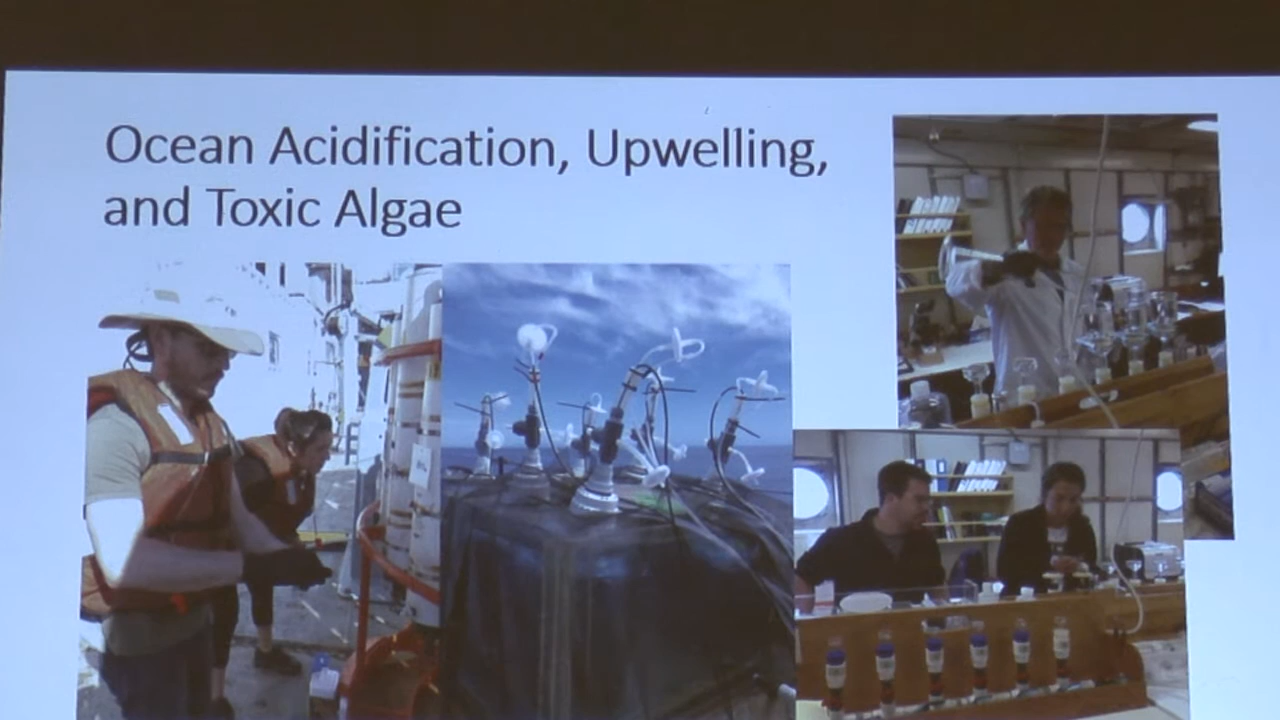 Ocean Acidification, Upwelling,
and Toxic Algae